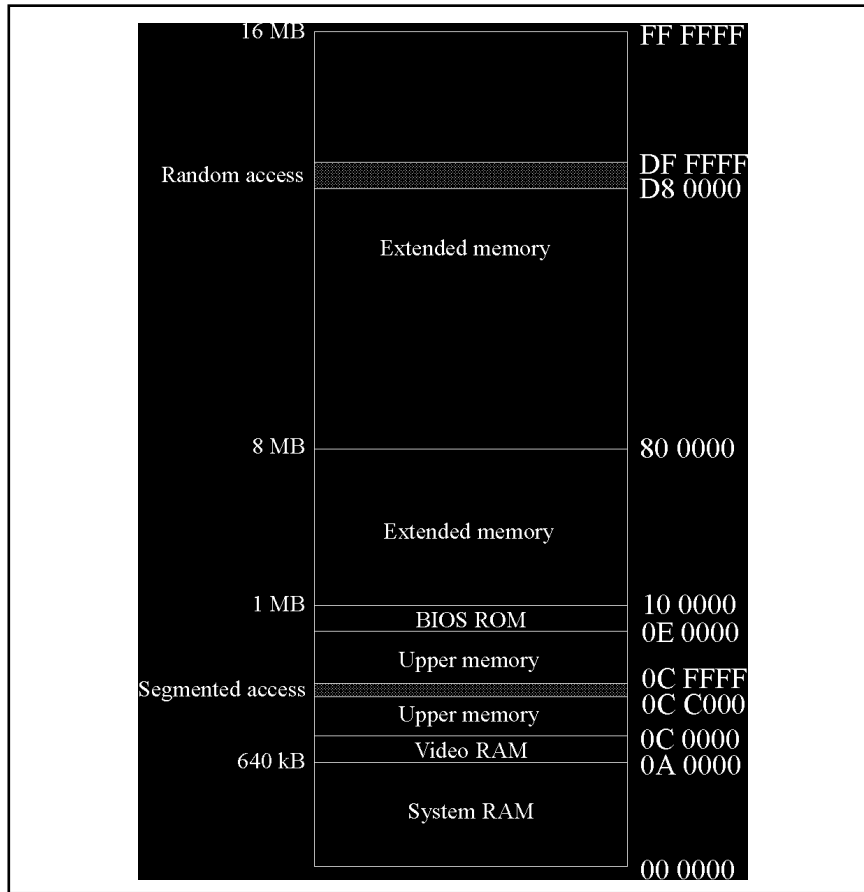 16 MB FF FFFF
DF FFFF
Random access
D8 0000
Extended memory
8 MB 80 0000
Extended memory
1 MB 10 0000
BIOS ROM
0E 0000
Upper memory
0C FFFF
Segmented access
0C C000
Upper memory
0C 0000
Video RAM
640 kB 0A 0000
System RAM
00 0000